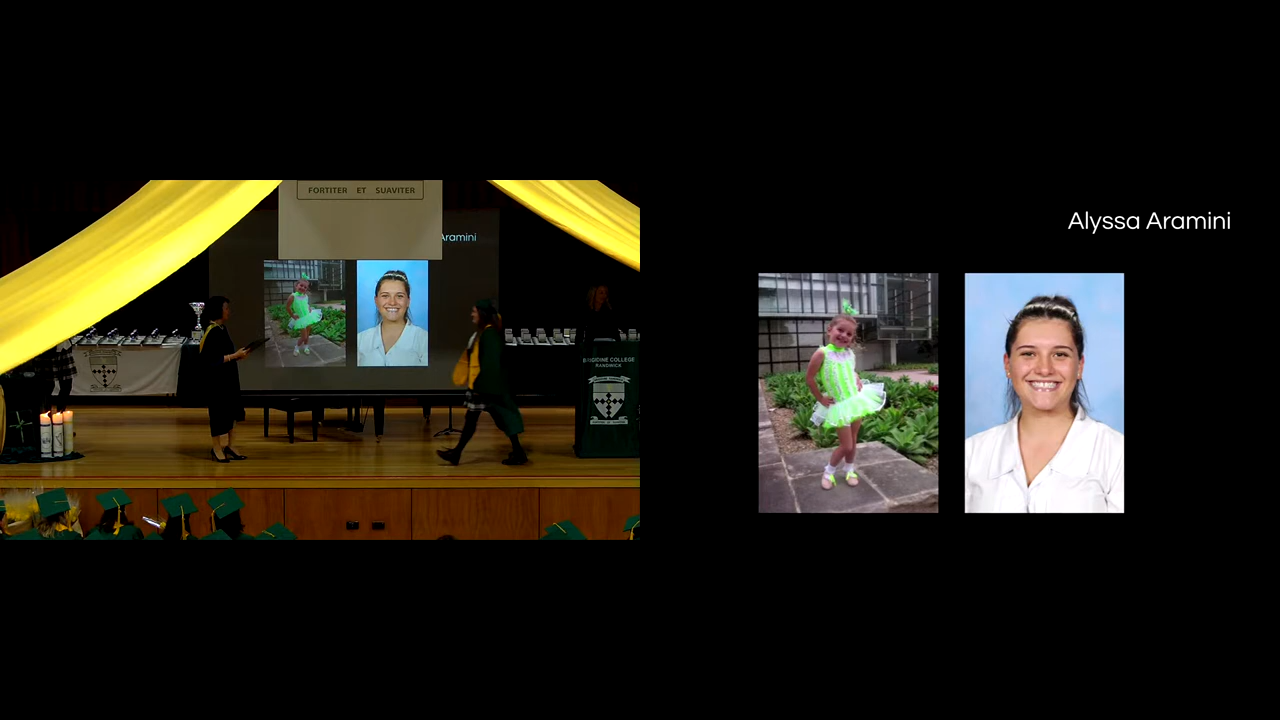 FORTITER ET SUAVITER
Aramini
BRIGIDINE COLLEGE
RANDWICK
Alyssa Aramini